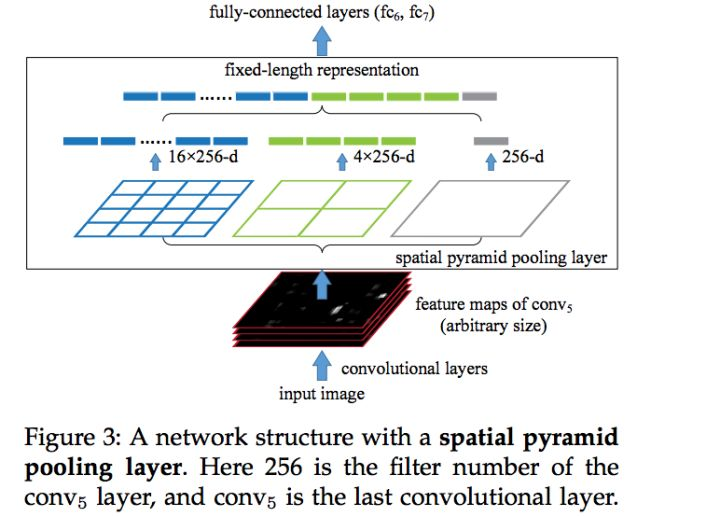 fully-connected layers (fc₆, fc₇)
fixed-length representation
......
......
16×256-d
4×256-d
256-d
spatial pyramid pooling layer
feature maps of conv₅
(arbitrary size)
convolutional layers
input image
Figure 3: A network structure with a spatial pyramid
pooling layer. Here 256 is the filter number of the
conv₅ layer, and conv₅ is the last convolutional layer.